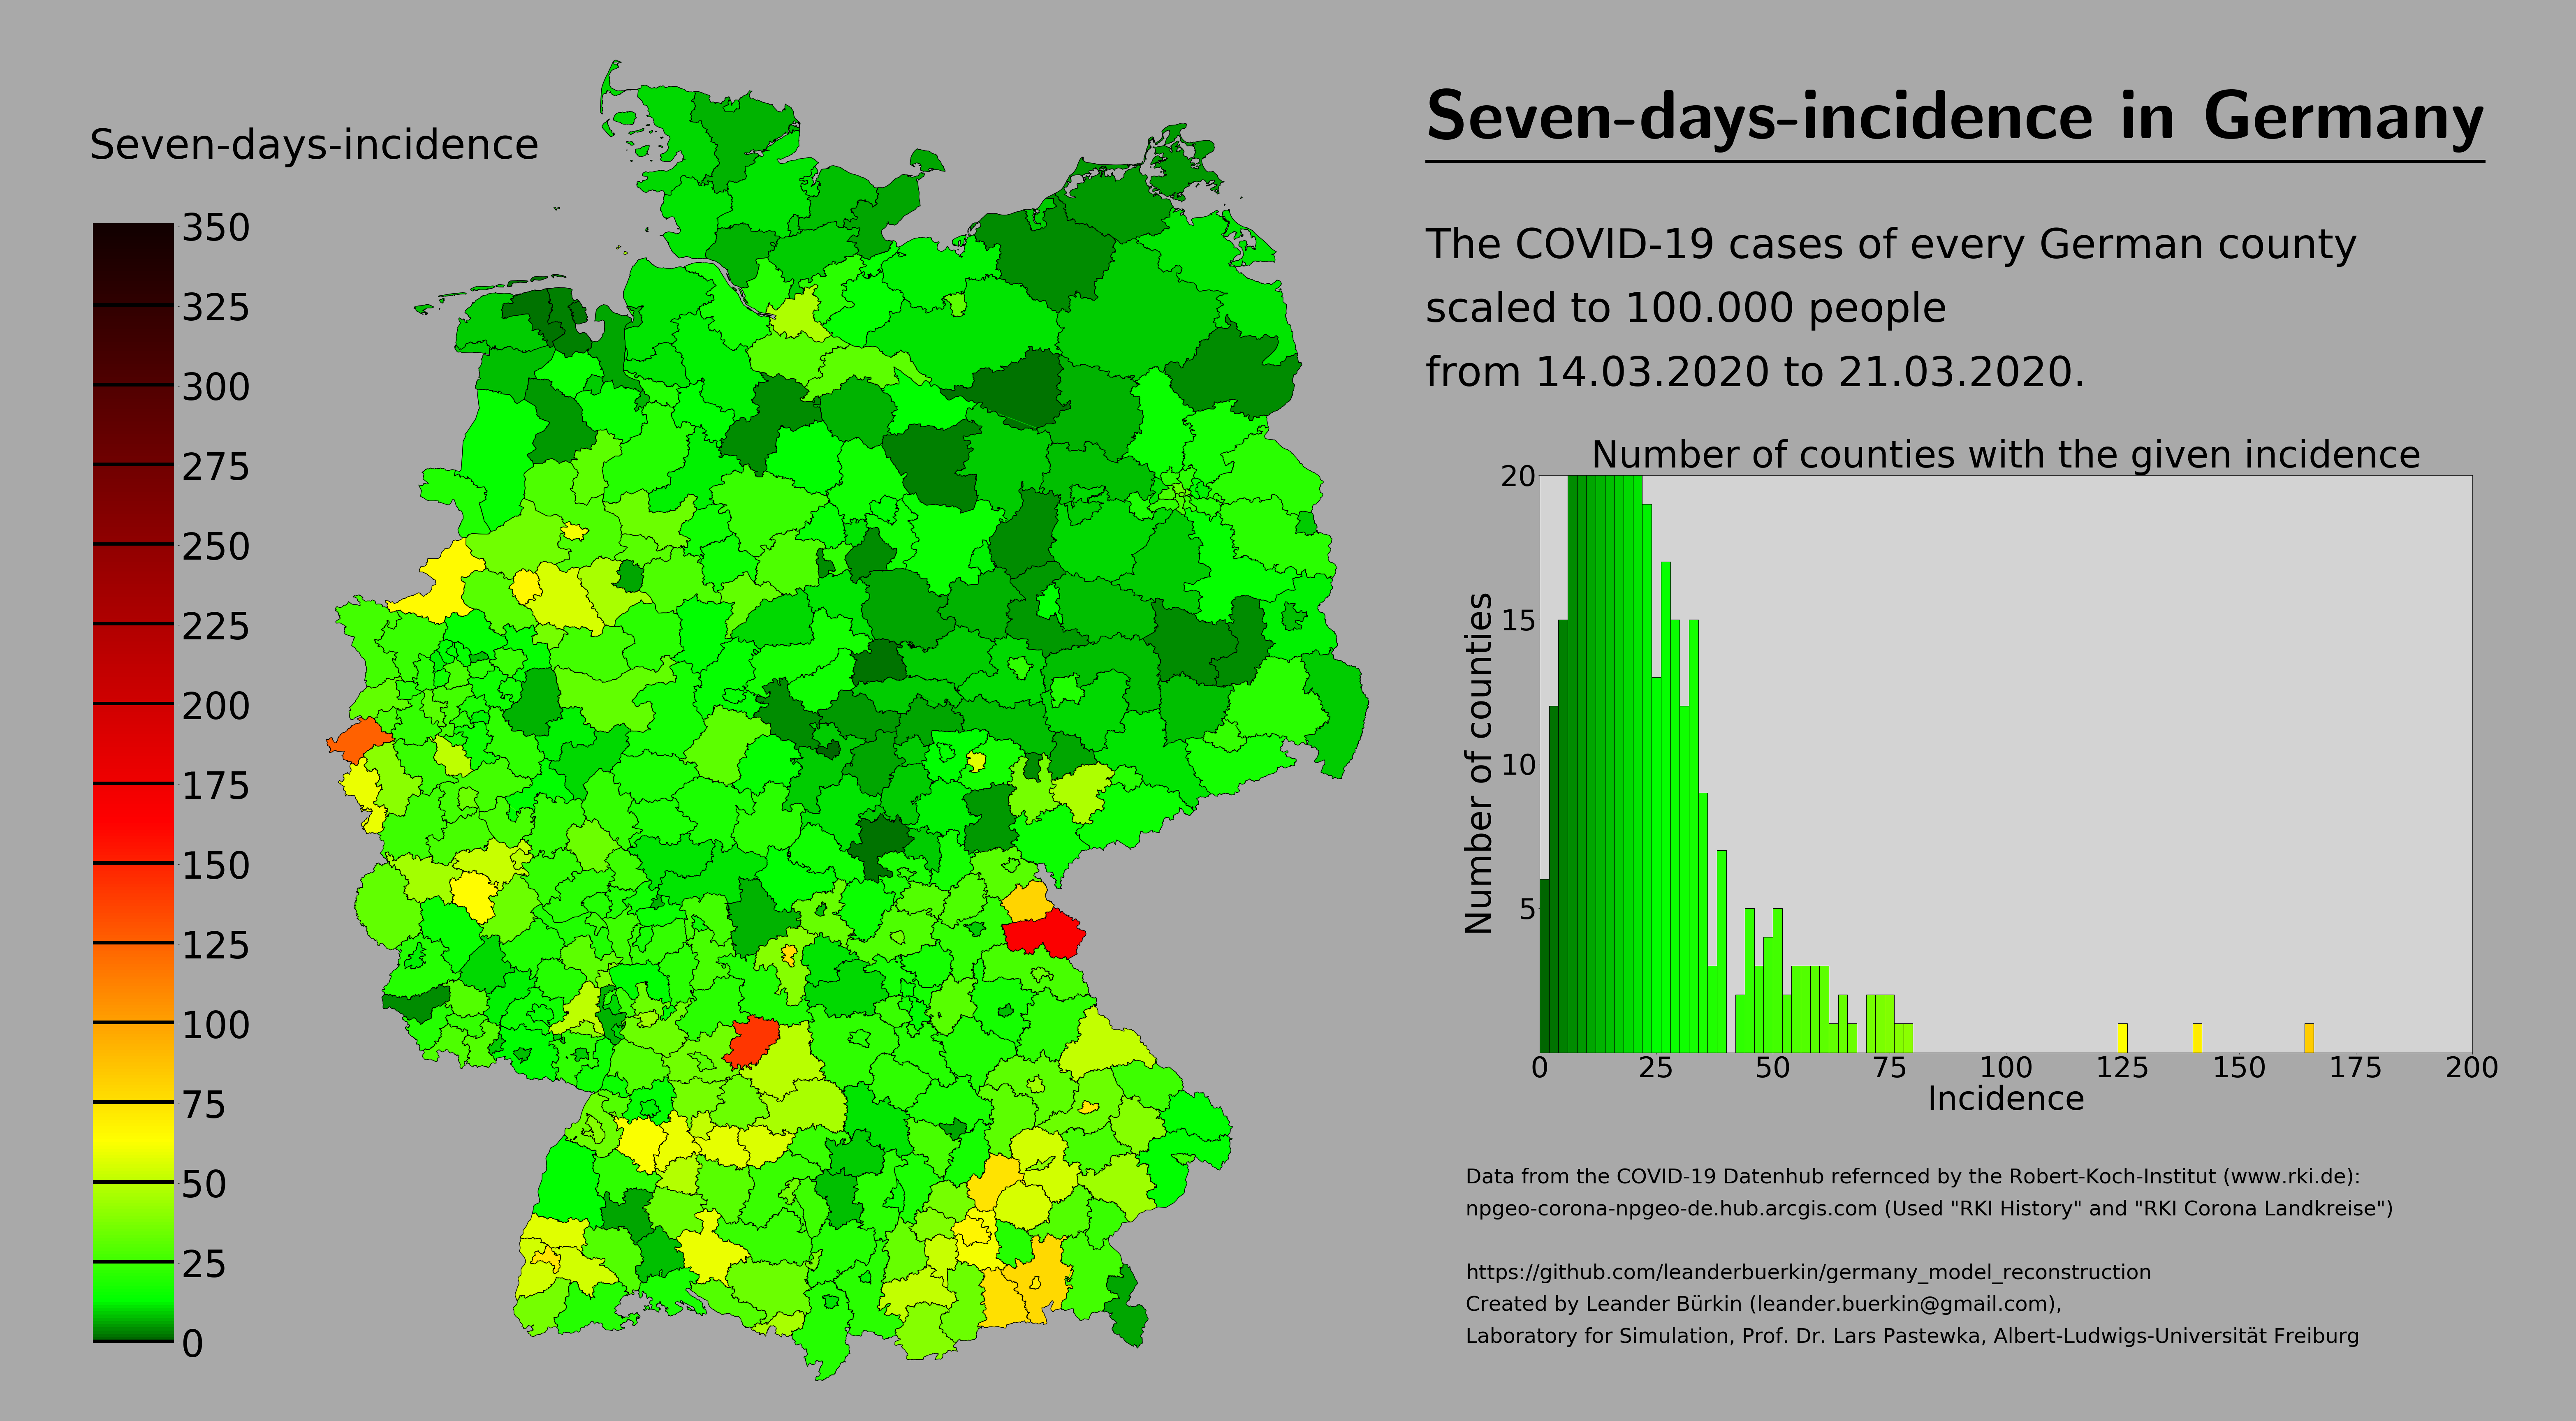 Seven-days-incidence in Germany
Seven-days-incidence
350
325
300
275
250
225
200
175
150
125
100
75
50
25
0
The COVID-19 cases of every German county
scaled to 100.000 people
from 14.03.2020 to 21.03.2020.
Number of counties with the given incidence
Number of counties
20
15
10
5
0 25 50 75 100 125 150 175 200
Incidence
Data from the COVID-19 Datenhub refernced by the Robert-Koch-Institut (www.rki.de):
npgeo-corona-npgeo-de.hub.arcgis.com (Used "RKI History" and "RKI Corona Landkreise")
https://github.com/leanderbuerkin/germany_model_reconstruction
Created by Leander Bürkin (leander.buerkin@gmail.com),
Laboratory for Simulation, Prof. Dr. Lars Pastewka, Albert-Ludwigs-Universität Freiburg